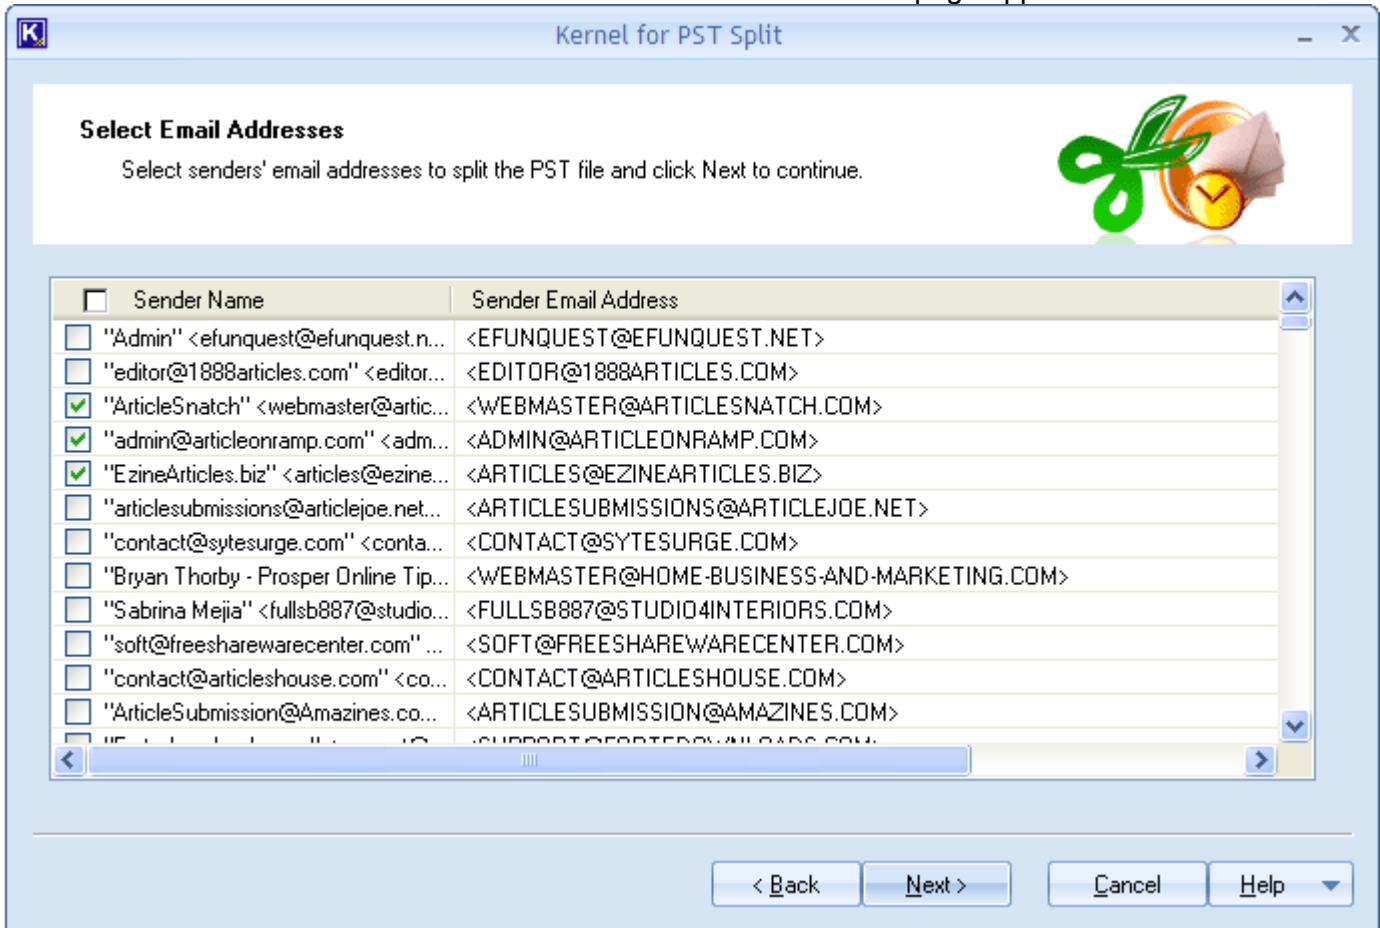 Kernel for PST Split
Select Email Addresses
Select senders' email addresses to split the PST file and click Next to continue.
Sender Name Sender Email Address
"Admin" <efunquest@efunquest.n... <EFUNQUEST@EFUNQUEST.NET>
"editor@1888articles.com" <editor... <EDITOR@1888ARTICLES.COM>
"ArticleSnatch" <webmaster@artic... <WEBMASTER@ARTICLESNATCH.COM>
"admin@articleonramp.com" <adm... <ADMIN@ARTICLEONRAMP.COM>
"EzineArticles.biz" <articles@ezine... <ARTICLES@EZINEARTICLES.BIZ>
"articlesubmissions@articlejoe.net... <ARTICLESUBMISSIONS@ARTICLEJOE.NET>
"contact@sytesurge.com" <conta... <CONTACT@SYTESURGE.COM>
"Bryan Thorby - Prosper Online Tip... <WEBMASTER@HOME-BUSINESS-AND-MARKETING.COM>
"Sabrina Mejia" <fullsb887@studio... <FULLSB887@STUDIO4INTERIORS.COM>
"soft@freesharewarecenter.com" ... <SOFT@FREESHAREWARECENTER.COM>
"contact@articleshouse.com" <co... <CONTACT@ARTICLESHOUSE.COM>
"ArticleSubmission@Amazines.co... <ARTICLESUBMISSION@AMAZINES.COM>
<SUPPORT@FORTEDOWNLOADS.COM>
< Back Next > Cancel Help